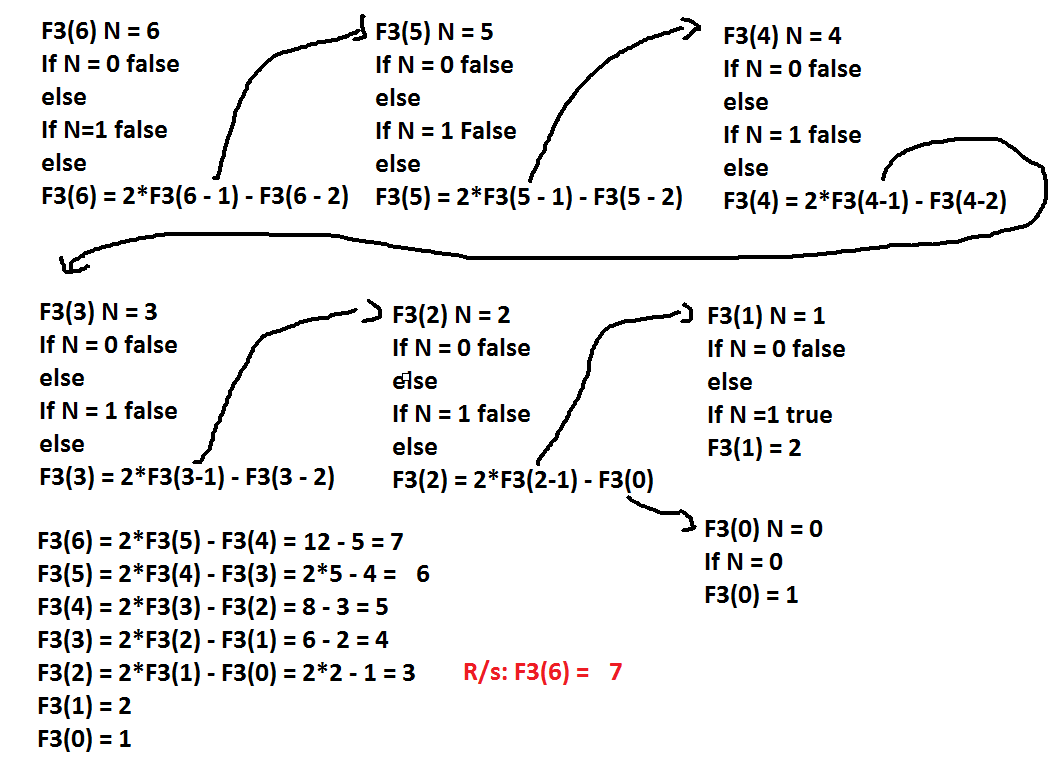 F3(6) N = 6
If N = 0 false
else
If N=1 false
else
F3(6) = 2*F3(6 - 1) - F3(6 - 2)
F3(5) N = 5
If N = 0 false
else
If N = 1 False
else
F3(5) = 2*F3(5 - 1) - F3(5 - 2)
F3(4) N = 4
If N = 0 false
else
If N = 1 false
else
F3(4) = 2*F3(4-1) - F3(4-2)
F3(3) N = 3
If N = 0 false
else
If N = 1 false
else
F3(3) = 2*F3(3-1) - F3(3 - 2)
F3(2) N = 2
If N = 0 false
else
If N = 1 false
else
F3(2) = 2*F3(2-1) - F3(0)
F3(1) N = 1
If N = 0 false
else
If N =1 true
F3(1) = 2
F3(0) N = 0
If N = 0
F3(0) = 1
F3(6) = 2*F3(5) - F3(4) = 12 - 5 = 7
F3(5) = 2*F3(4) - F3(3) = 2*5 - 4 = 6
F3(4) = 2*F3(3) - F3(2) = 8 - 3 = 5
F3(3) = 2*F3(2) - F3(1) = 6 - 2 = 4
F3(2) = 2*F3(1) - F3(0) = 2*2 - 1 = 3
F3(1) = 2
F3(0) = 1
R/s: F3(6) = 7